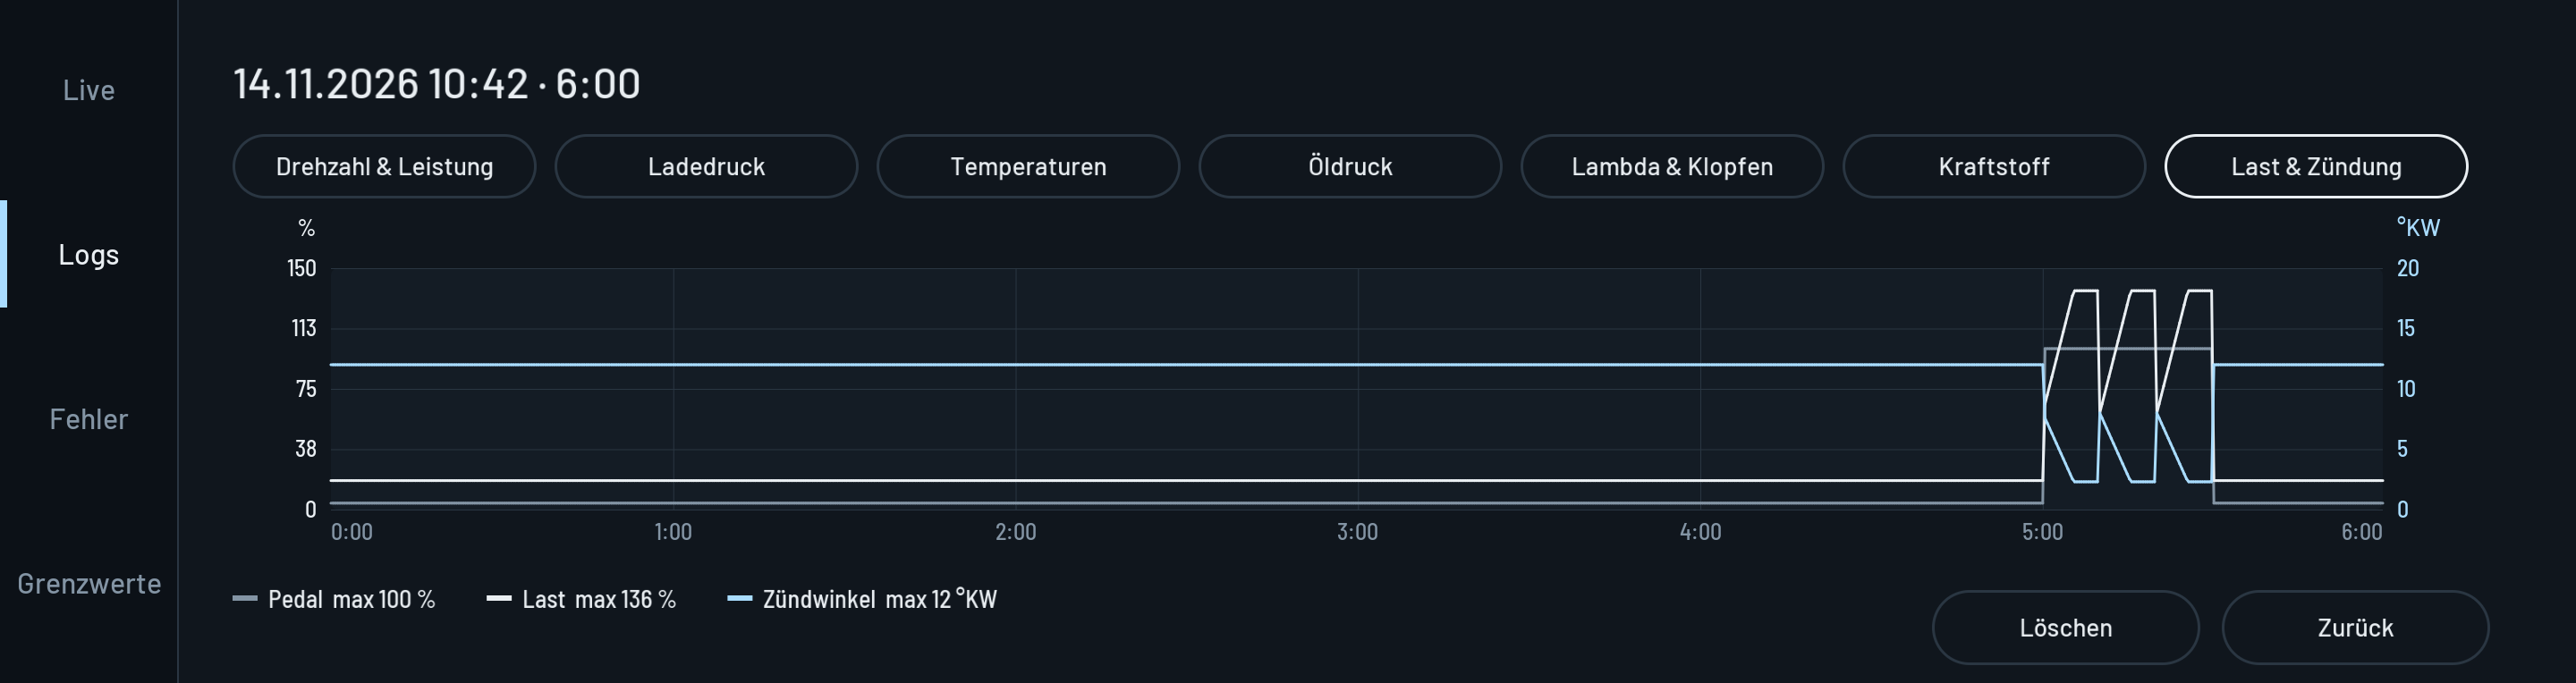 Live
Logs
Fehler
Grenzwerte
14.11.2026 10:42 · 6:00
Drehzahl & Leistung
Ladedruck
Temperaturen
Öldruck
Lambda & Klopfen
Kraftstoff
Last & Zündung
% °KW
150 20
113 15
75 10
38 5
0 0
0:00 1:00 2:00 3:00 4:00 5:00 6:00
Pedal max 100 % Last max 136 % Zündwinkel max 12 °KW
Löschen
Zurück